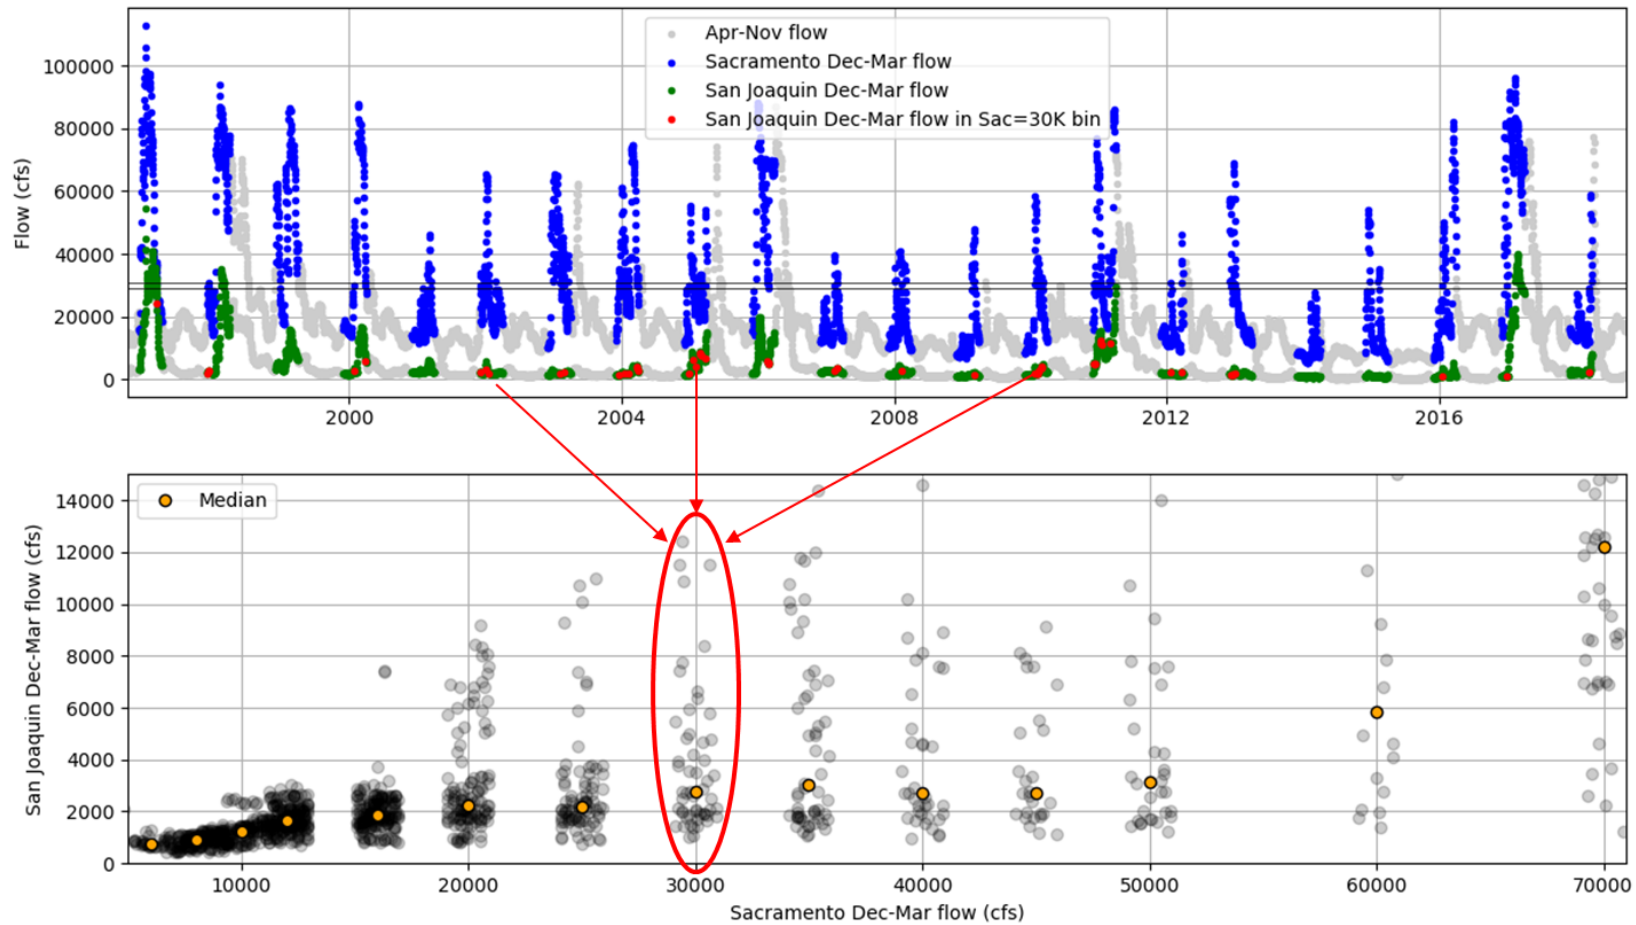 Flow (cfs)
100000
80000
60000
40000
20000
0
Apr-Nov flow
Sacramento Dec-Mar flow
San Joaquin Dec-Mar flow
San Joaquin Dec-Mar flow in Sac=30K bin
2000 2004 2008 2012 2016
San Joaquin Dec-Mar flow (cfs)
14000
12000
10000
8000
6000
4000
2000
0
Median
10000 20000 30000 40000 50000 60000 70000
Sacramento Dec-Mar flow (cfs)